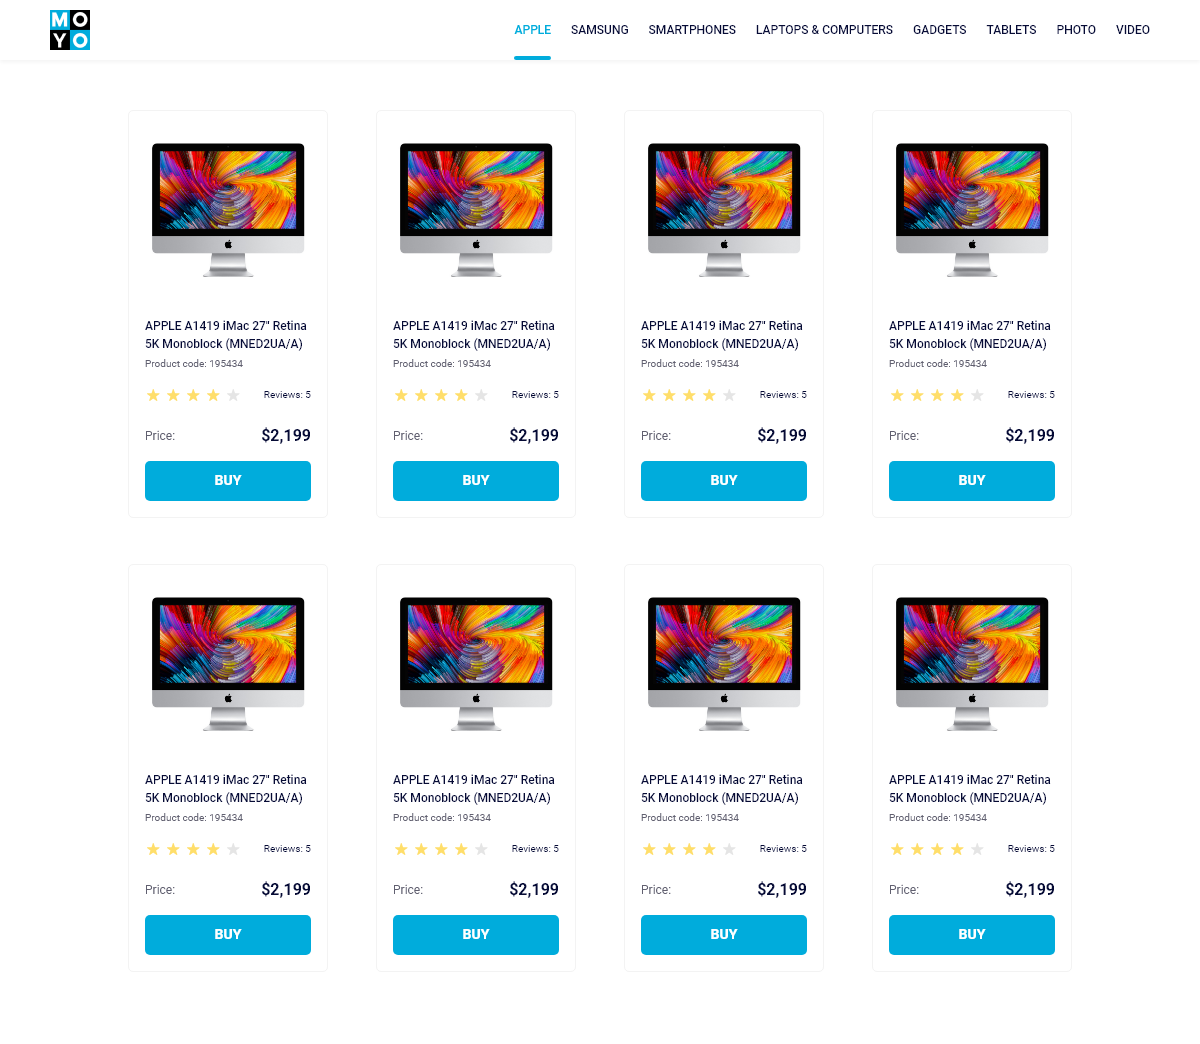 MO
YO
APPLE SAMSUNG SMARTPHONES LAPTOPS & COMPUTERS GADGETS TABLETS PHOTO VIDEO
APPLE A1419 iMac 27" Retina
5K Monoblock (MNED2UA/A)
Product code: 195434
Reviews: 5
Price: $2,199
BUY
APPLE A1419 iMac 27" Retina
5K Monoblock (MNED2UA/A)
Product code: 195434
Reviews: 5
Price: $2,199
BUY
APPLE A1419 iMac 27" Retina
5K Monoblock (MNED2UA/A)
Product code: 195434
Reviews: 5
Price: $2,199
BUY
APPLE A1419 iMac 27" Retina
5K Monoblock (MNED2UA/A)
Product code: 195434
Reviews: 5
Price: $2,199
BUY
APPLE A1419 iMac 27" Retina
5K Monoblock (MNED2UA/A)
Product code: 195434
Reviews: 5
Price: $2,199
BUY
APPLE A1419 iMac 27" Retina
5K Monoblock (MNED2UA/A)
Product code: 195434
Reviews: 5
Price: $2,199
BUY
APPLE A1419 iMac 27" Retina
5K Monoblock (MNED2UA/A)
Product code: 195434
Reviews: 5
Price: $2,199
BUY
APPLE A1419 iMac 27" Retina
5K Monoblock (MNED2UA/A)
Product code: 195434
Reviews: 5
Price: $2,199
BUY